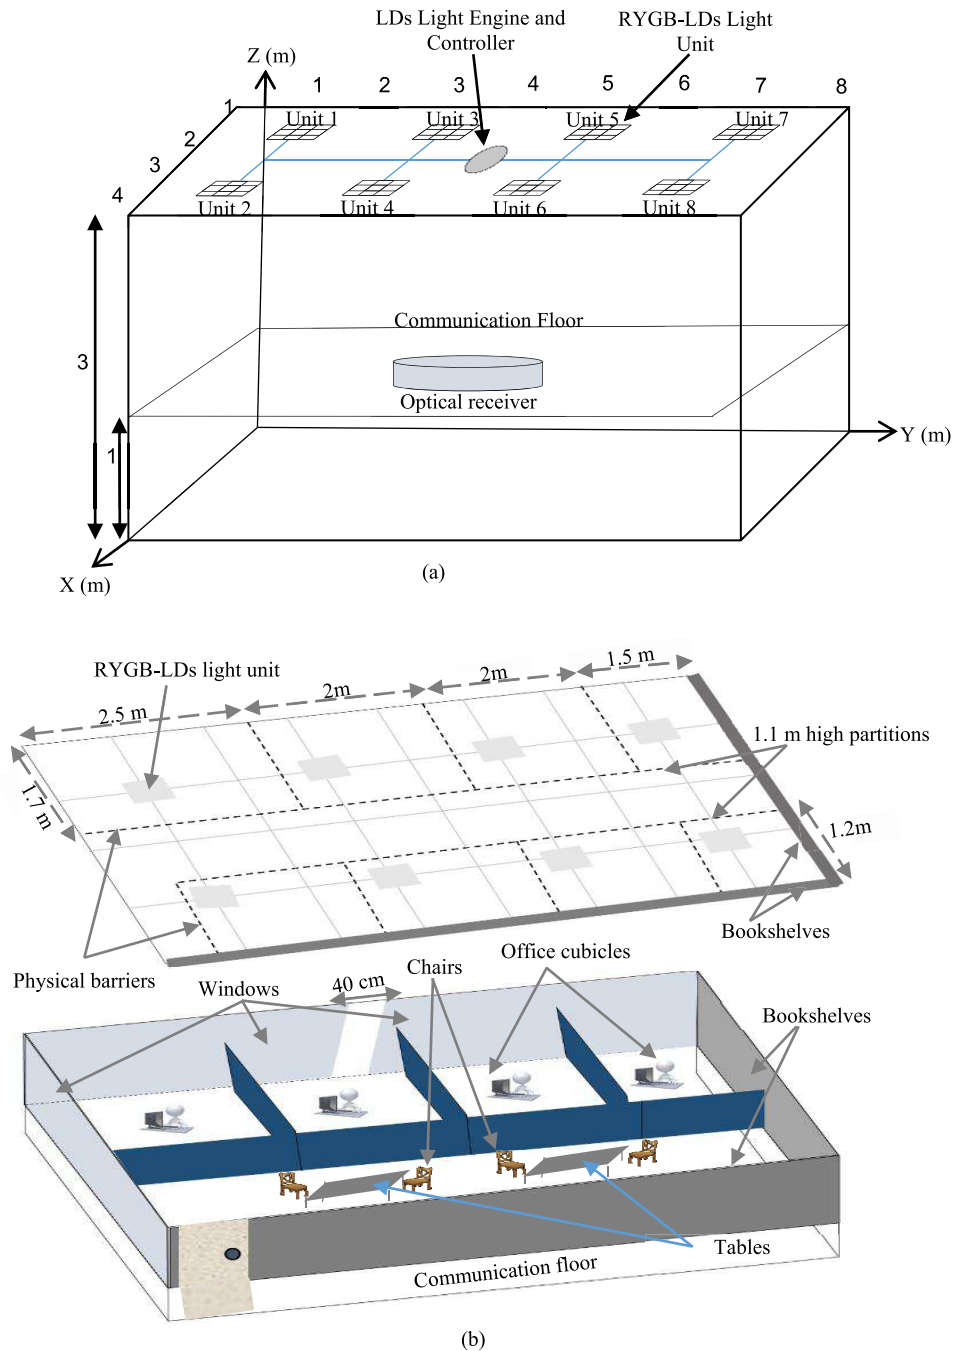 LDs Light Engine and
Controller
RYGB-LDs Light
Unit
Z (m)
1
2
3
4
5
6
7
8
1
2
3
4
Unit 1
Unit 3
Unit 5
Unit 7
Unit 2
Unit 4
Unit 6
Unit 8
Communication Floor
3
Optical receiver
1
Y (m)
X (m)
(a)
RYGB-LDs light unit
1.5 m
2m
2m
2.5 m
1.1 m high partitions
1.7 m
1.2m
Bookshelves
Physical barriers
Windows
40 cm
Chairs
Office cubicles
Bookshelves
Tables
Communication floor
(b)